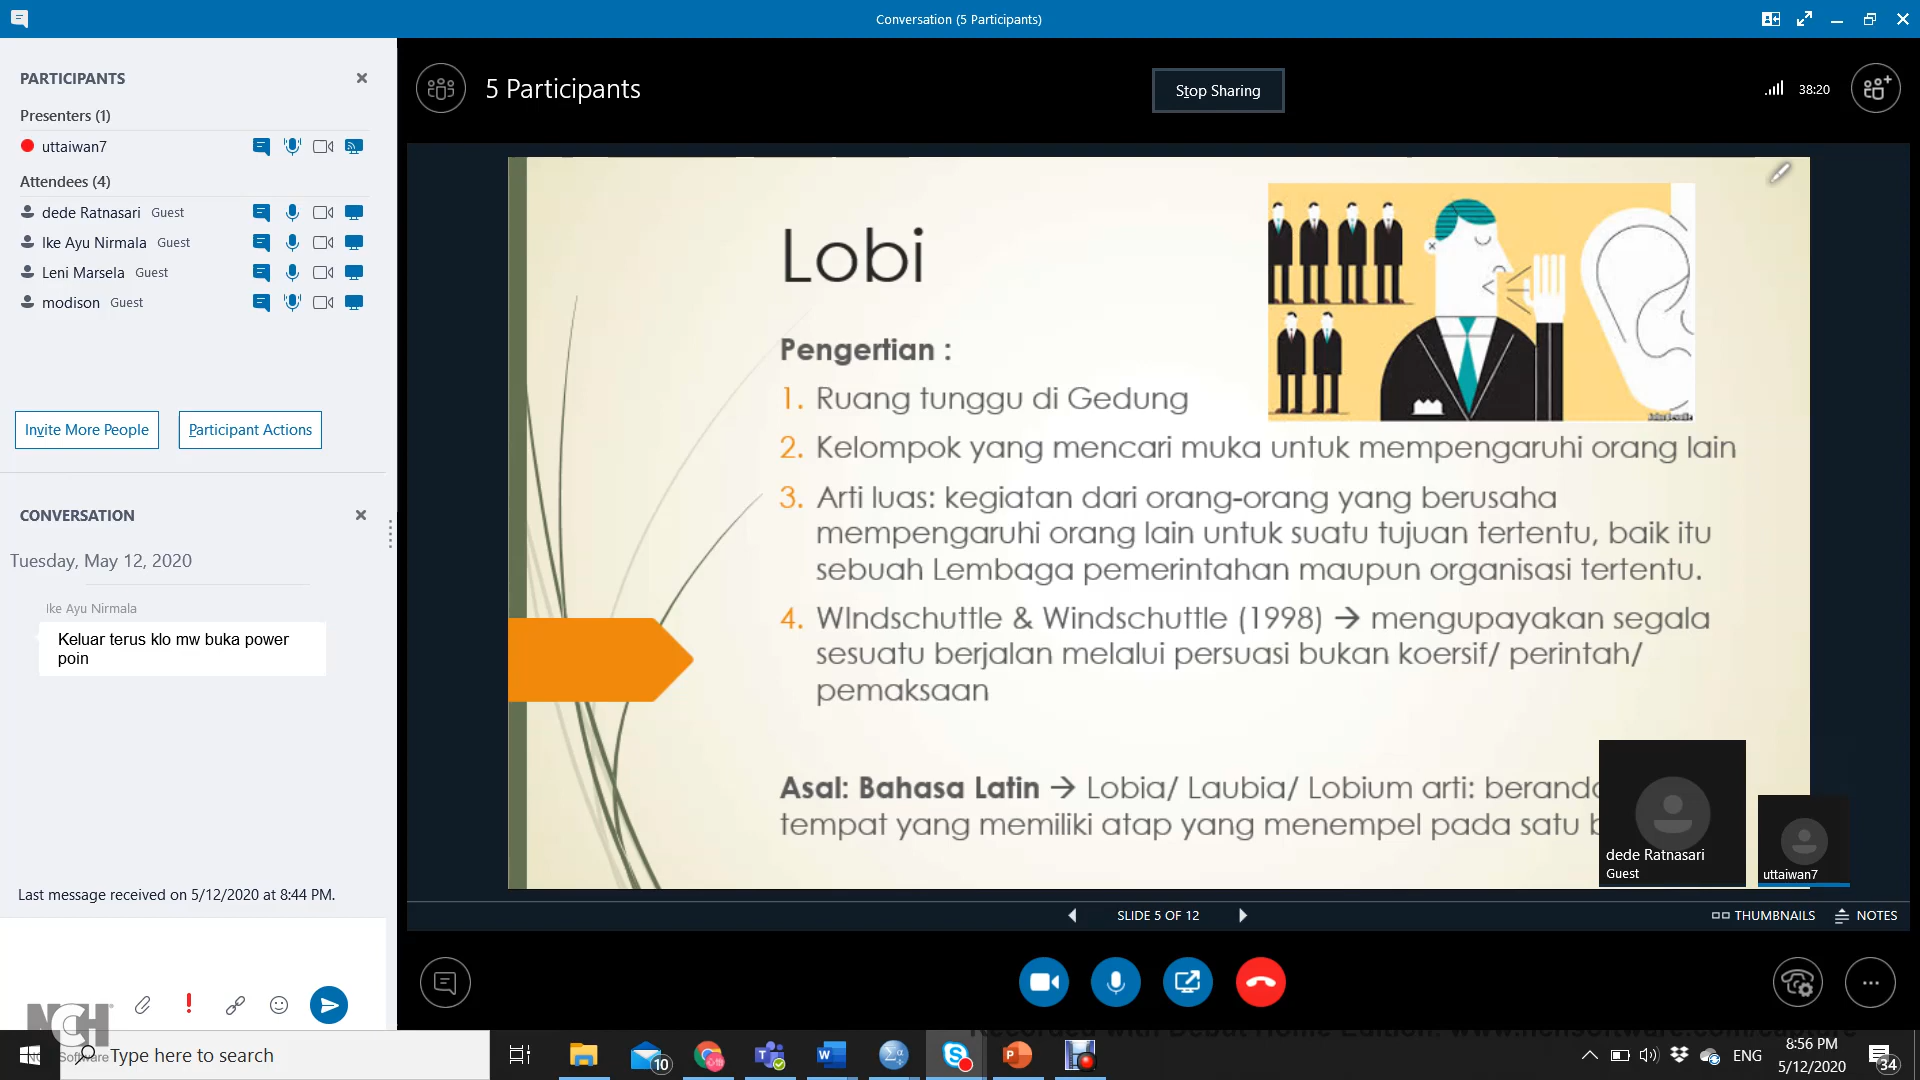 Conversation (5 Participants)
PARTICIPANTS
Presenters (1)
uttaiwan7
Attendees (4)
dede Ratnasari Guest
Ike Ayu Nirmala Guest
Leni Marsela Guest
modison Guest
Invite More People
Participant Actions
CONVERSATION
Tuesday, May 12, 2020
Ike Ayu Nirmala
Keluar terus klo mw buka power
poin
Last message received on 5/12/2020 at 8:44 PM.
5 Participants
Stop Sharing
38:20
Lobi
Pengertian :
1. Ruang tunggu di Gedung
2. Kelompok yang mencari muka untuk mempengaruhi orang lain
3. Arti luas: kegiatan dari orang-orang yang berusaha
mempengaruhi orang lain untuk suatu tujuan tertentu, baik itu
sebuah Lembaga pemerintahan maupun organisasi tertentu.
4. WIndschuttle & Windschuttle (1998) → mengupayakan segala
sesuatu berjalan melalui persuasi bukan koersif/ perintah/
pemaksaan
Asal: Bahasa Latin → Lobia/ Laubia/ Lobium arti:
tempat yang memiliki atap yang menempel pada satu
dede Ratnasari
Guest
uttaiwan7
SLIDE 5 OF 12
THUMBNAILS
NOTES
NCH
Software
Type here to search
10
ENG
8:56 PM
5/12/2020
34